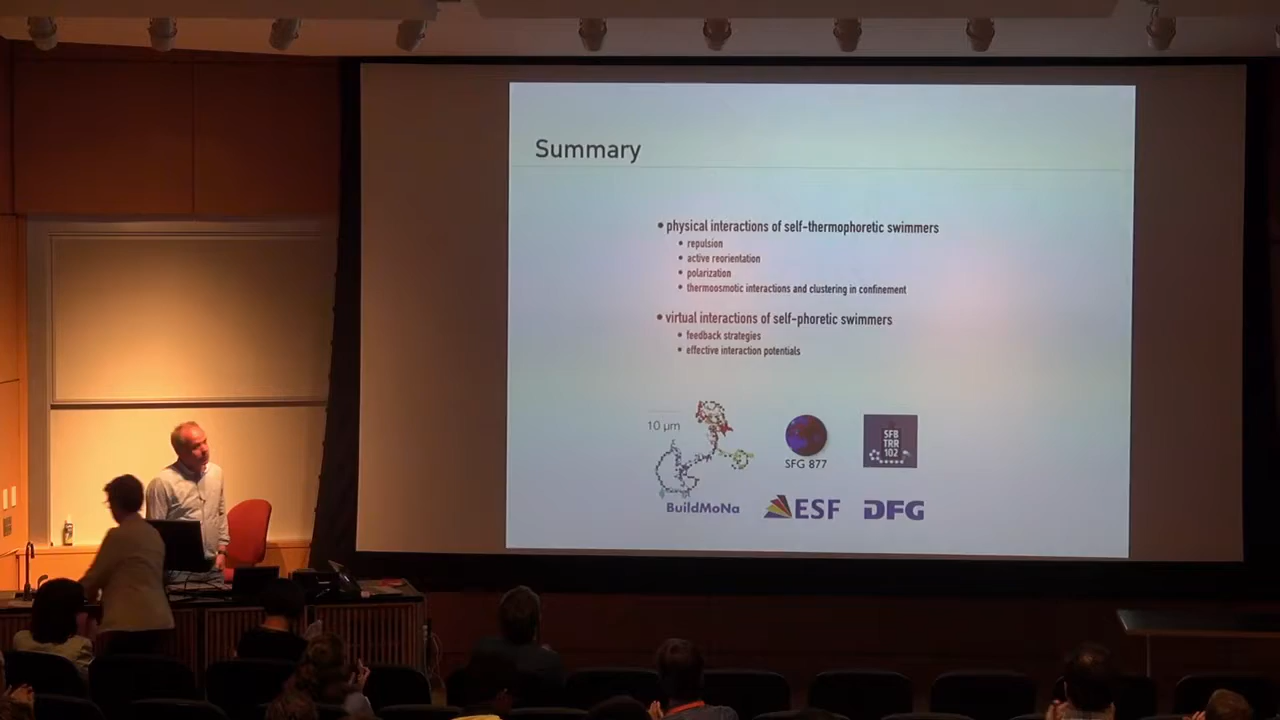 Summary
• physical interactions of self-thermophoretic swimmers
• repulsion
• active reorientation
• polarization
• thermoosmotic interactions and clustering in confinement
• virtual interactions of self-phoretic swimmers
• feedback strategies
• effective interaction potentials
10 µm
BuildMoNa
SFG 877
SFB
TRR
102
ESF
DFG